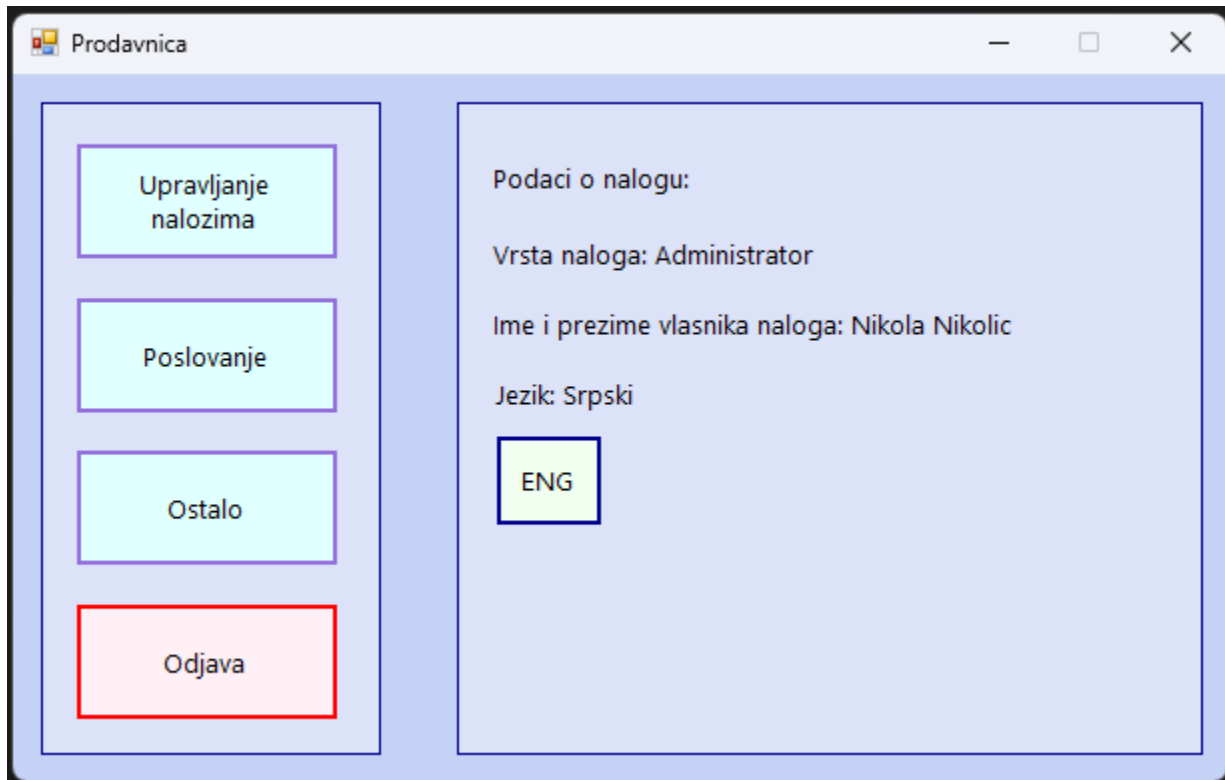 Prodavnica
Upravljanje
nalozima
Poslovanje
Ostalo
Odjava
Podaci o nalogu:
Vrsta naloga: Administrator
Ime i prezime vlasnika naloga: Nikola Nikolic
Jezik: Srpski
ENG